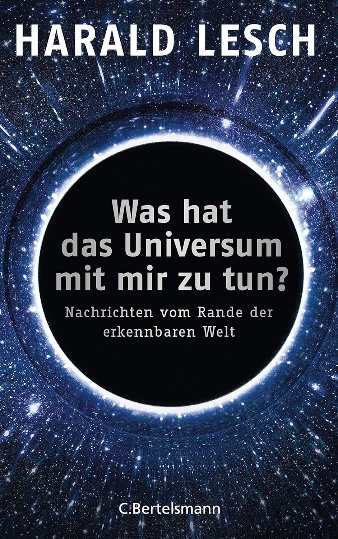 HARALD LESCH
Was hat
das Universum
mit mir zu tun?
Nachrichten vom Rande der
erkennbaren Welt
C.Bertelsmann